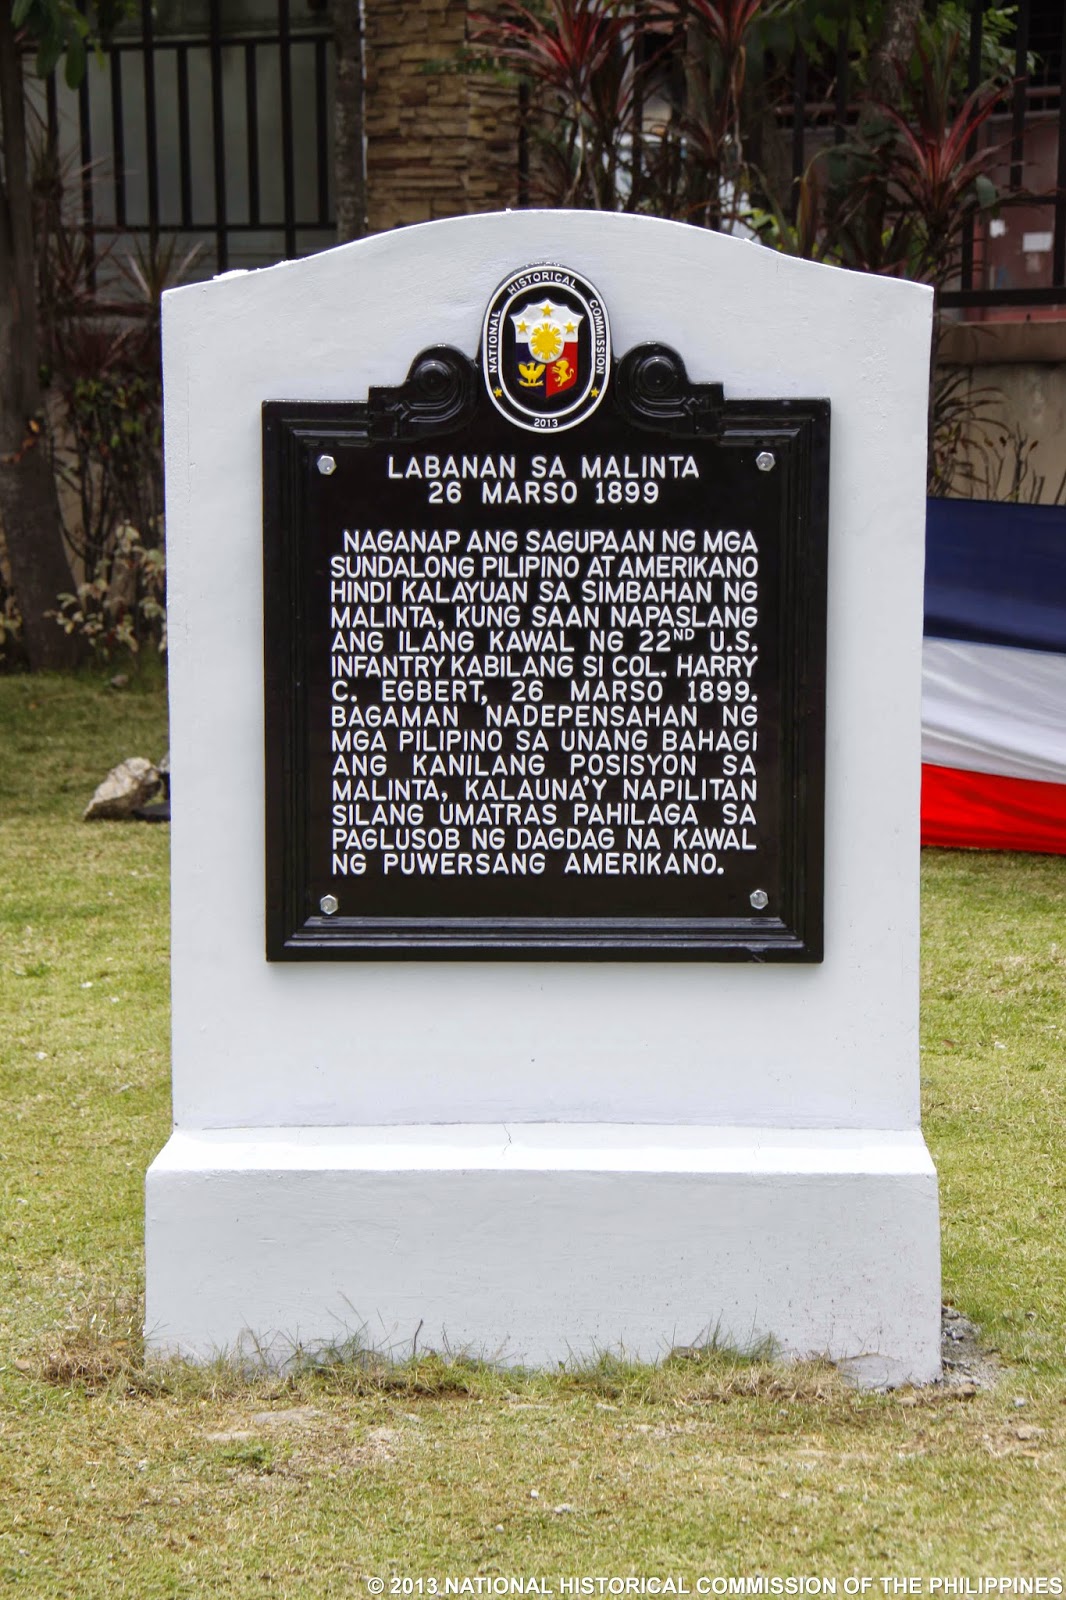 NATIONAL HISTORICAL COMMISSION
2013
LABANAN SA MALINTA
26 MARSO 1899
NAGANAP ANG SAGUPAAN NG MGA
SUNDALONG PILIPINO AT AMERIKANO
HINDI KALAYUAN SA SIMBAHAN NG
MALINTA, KUNG SAAN NAPASLANG
ANG ILANG KAWAL NG 22ND U.S.
INFANTRY KABILANG SI COL. HARRY
C. EGBERT, 26 MARSO 1899.
BAGAMAN NADEPENSAHAN NG
MGA PILIPINO SA UNANG BAHAGI
ANG KANILANG POSISYON SA
MALINTA, KALAUNA'Y NAPILITAN
SILANG UMATRAS PAHILAGA SA
PAGLUSOB NG DAGDAG NA KAWAL
NG PUWERSANG AMERIKANO.
© 2013 NATIONAL HISTORICAL COMMISSION OF THE PHILIPPINES